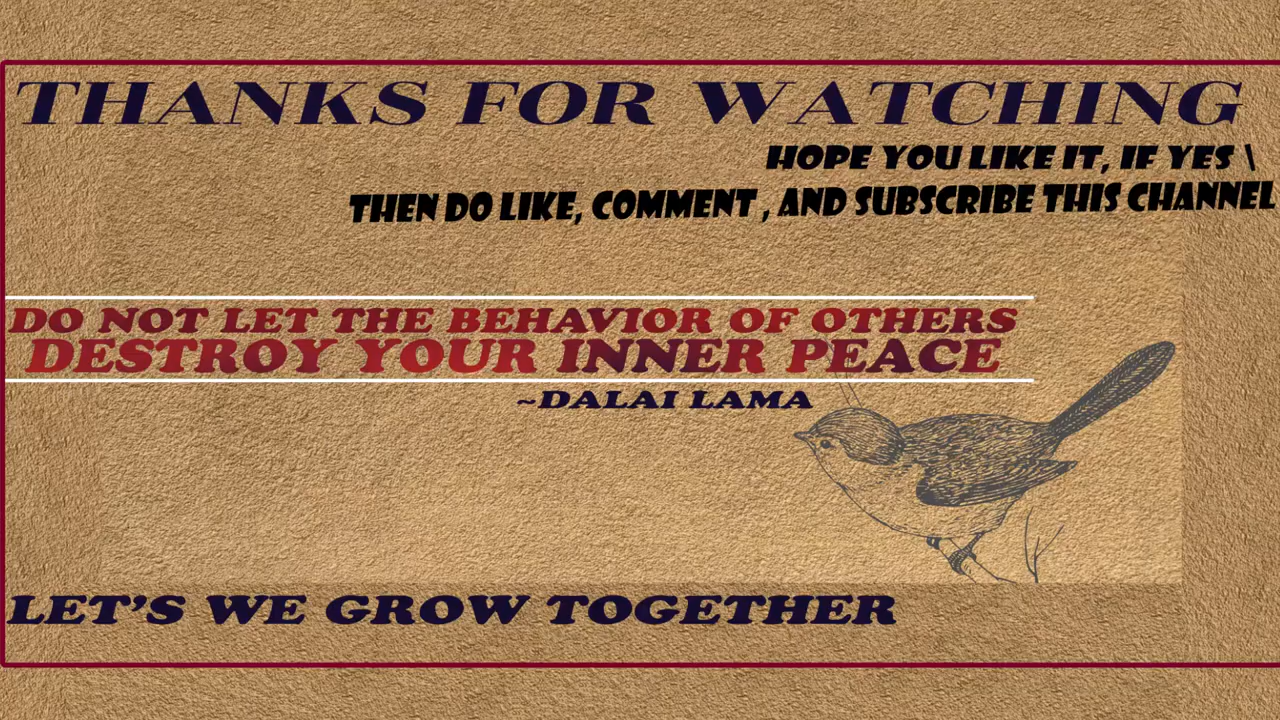 THANKS FOR WATCHING
HOPE YOU LIKE IT, IF YES \
THEN DO LIKE, COMMENT , AND SUBSCRIBE THIS CHANNEL
DO NOT LET THE BEHAVIOR OF OTHERS
DESTROY YOUR INNER PEACE
~DALAI LAMA
LET'S WE GROW TOGETHER